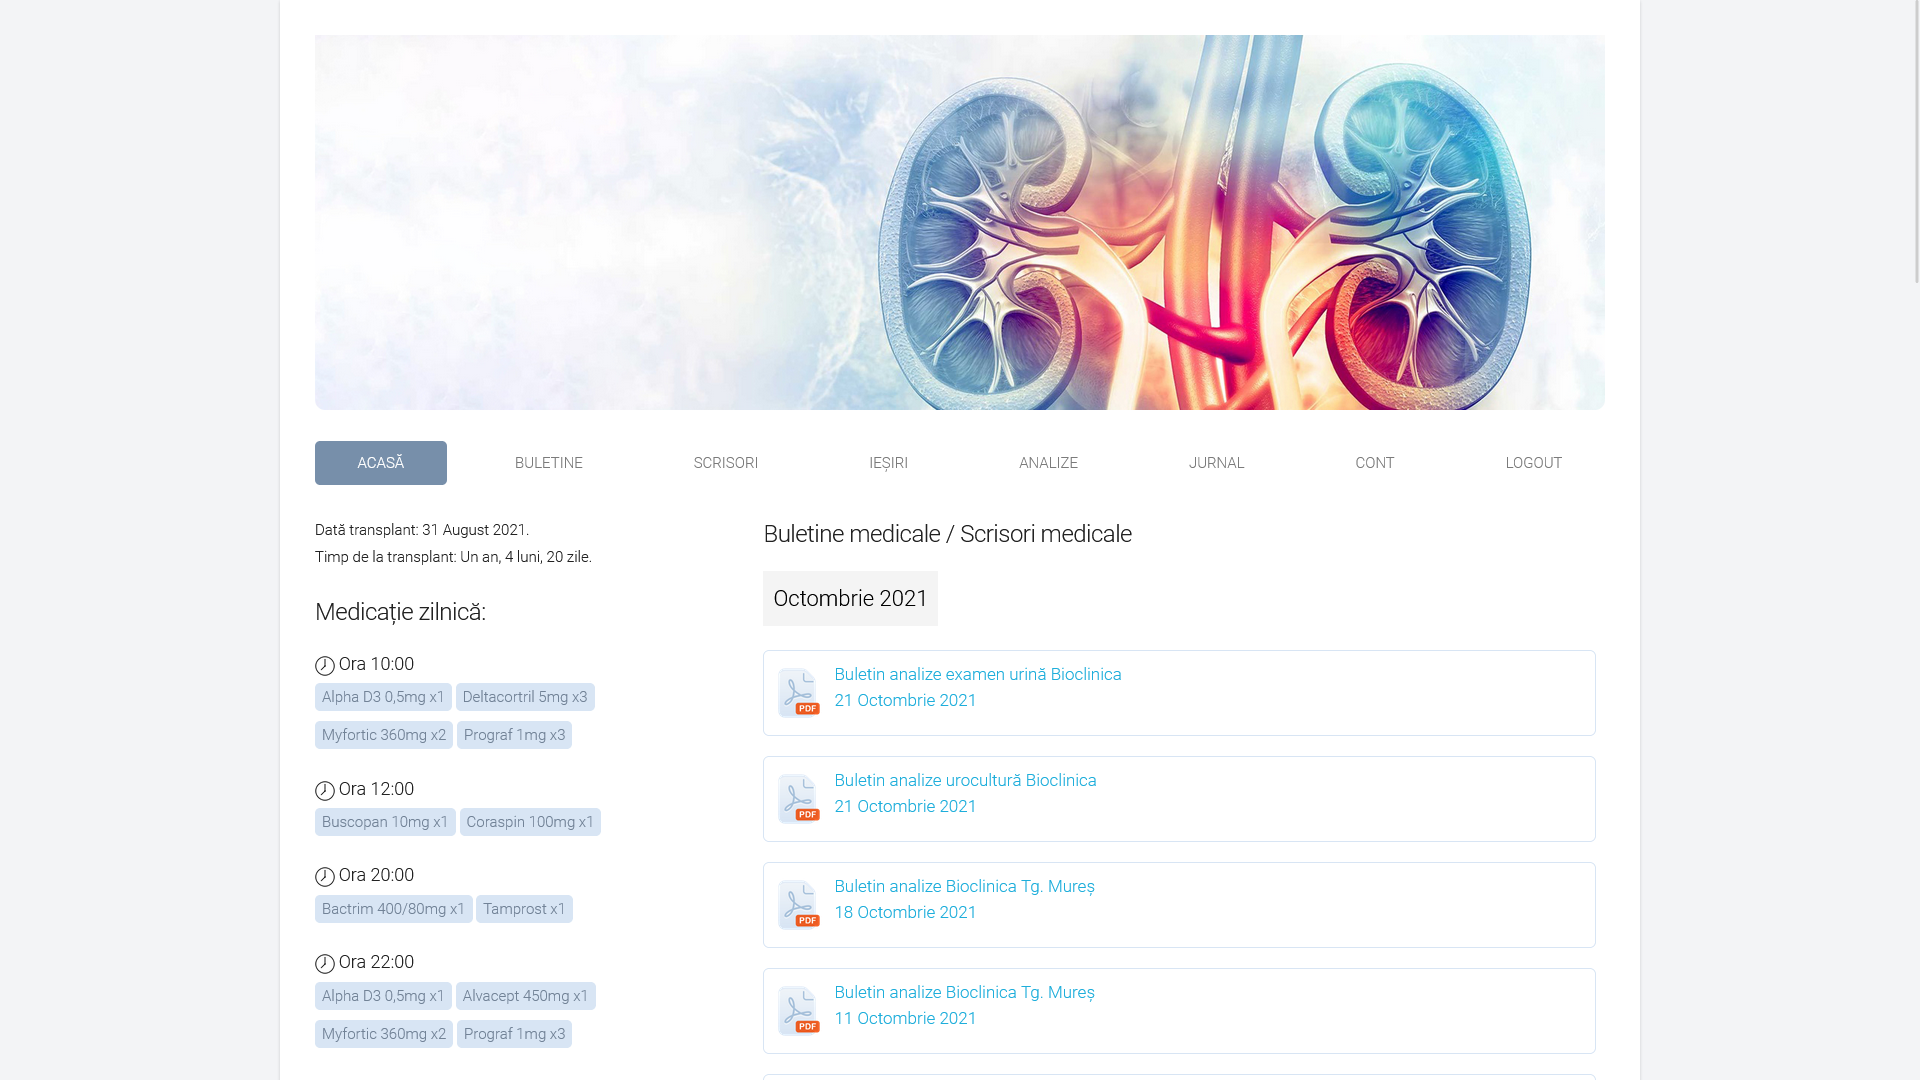 ACASĂ
BULETINE
SCRISORI
IEȘIRI
ANALIZE
JURNAL
CONT
LOGOUT
Dată transplant: 31 August 2021.
Timp de la transplant: Un an, 4 luni, 20 zile.
Medicație zilnică:
Ora 10:00
Alpha D3 0,5mg x1
Deltacortril 5mg x3
Myfortic 360mg x2
Prograf 1mg x3
Ora 12:00
Buscopan 10mg x1
Coraspin 100mg x1
Ora 20:00
Bactrim 400/80mg x1
Tamprost x1
Ora 22:00
Alpha D3 0,5mg x1
Alvacept 450mg x1
Myfortic 360mg x2
Prograf 1mg x3
Buletine medicale / Scrisori medicale
Octombrie 2021
PDF
Buletin analize examen urină Bioclinica
21 Octombrie 2021
PDF
Buletin analize urocultură Bioclinica
21 Octombrie 2021
PDF
Buletin analize Bioclinica Tg. Mureș
18 Octombrie 2021
PDF
Buletin analize Bioclinica Tg. Mureș
11 Octombrie 2021